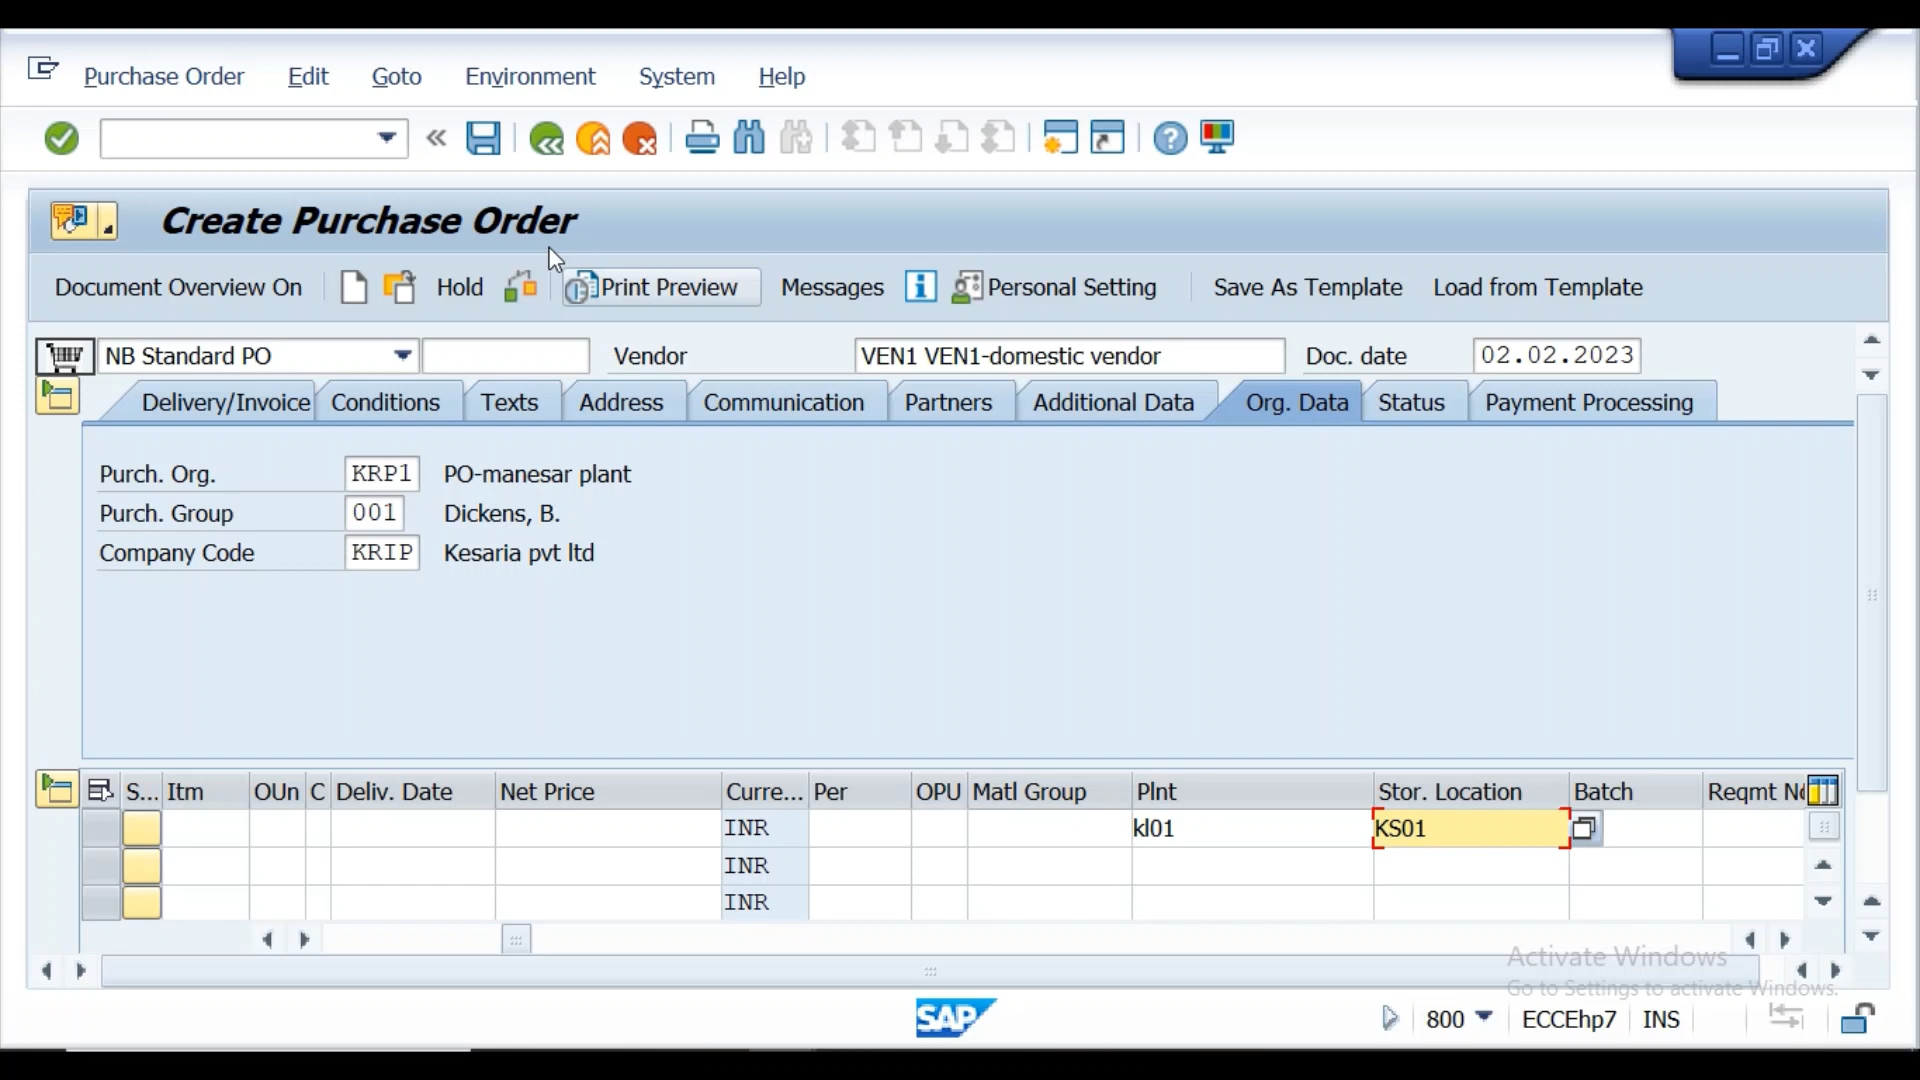 Purchase Order Edit Goto Environment System Help
Create Purchase Order
Document Overview On Hold Print Preview Messages Personal Setting Save As Template Load from Template
NB Standard PO Vendor VEN1 VEN1-domestic vendor Doc. date 02.02.2023
Delivery/Invoice Conditions Texts Address Communication Partners Additional Data Org. Data Status Payment Processing
Purch. Org. KRP1 PO-manesar plant
Purch. Group 001 Dickens, B.
Company Code KRIP Kesaria pvt ltd
S... Itm OUn C Deliv. Date Net Price Curre... Per OPU Matl Group Plnt Stor. Location Batch Reqmt
INR kl01 KS01
INR
INR
Activate Windows
Go to Settings to activate Windows.
SAP 800 ECCEhp7 INS